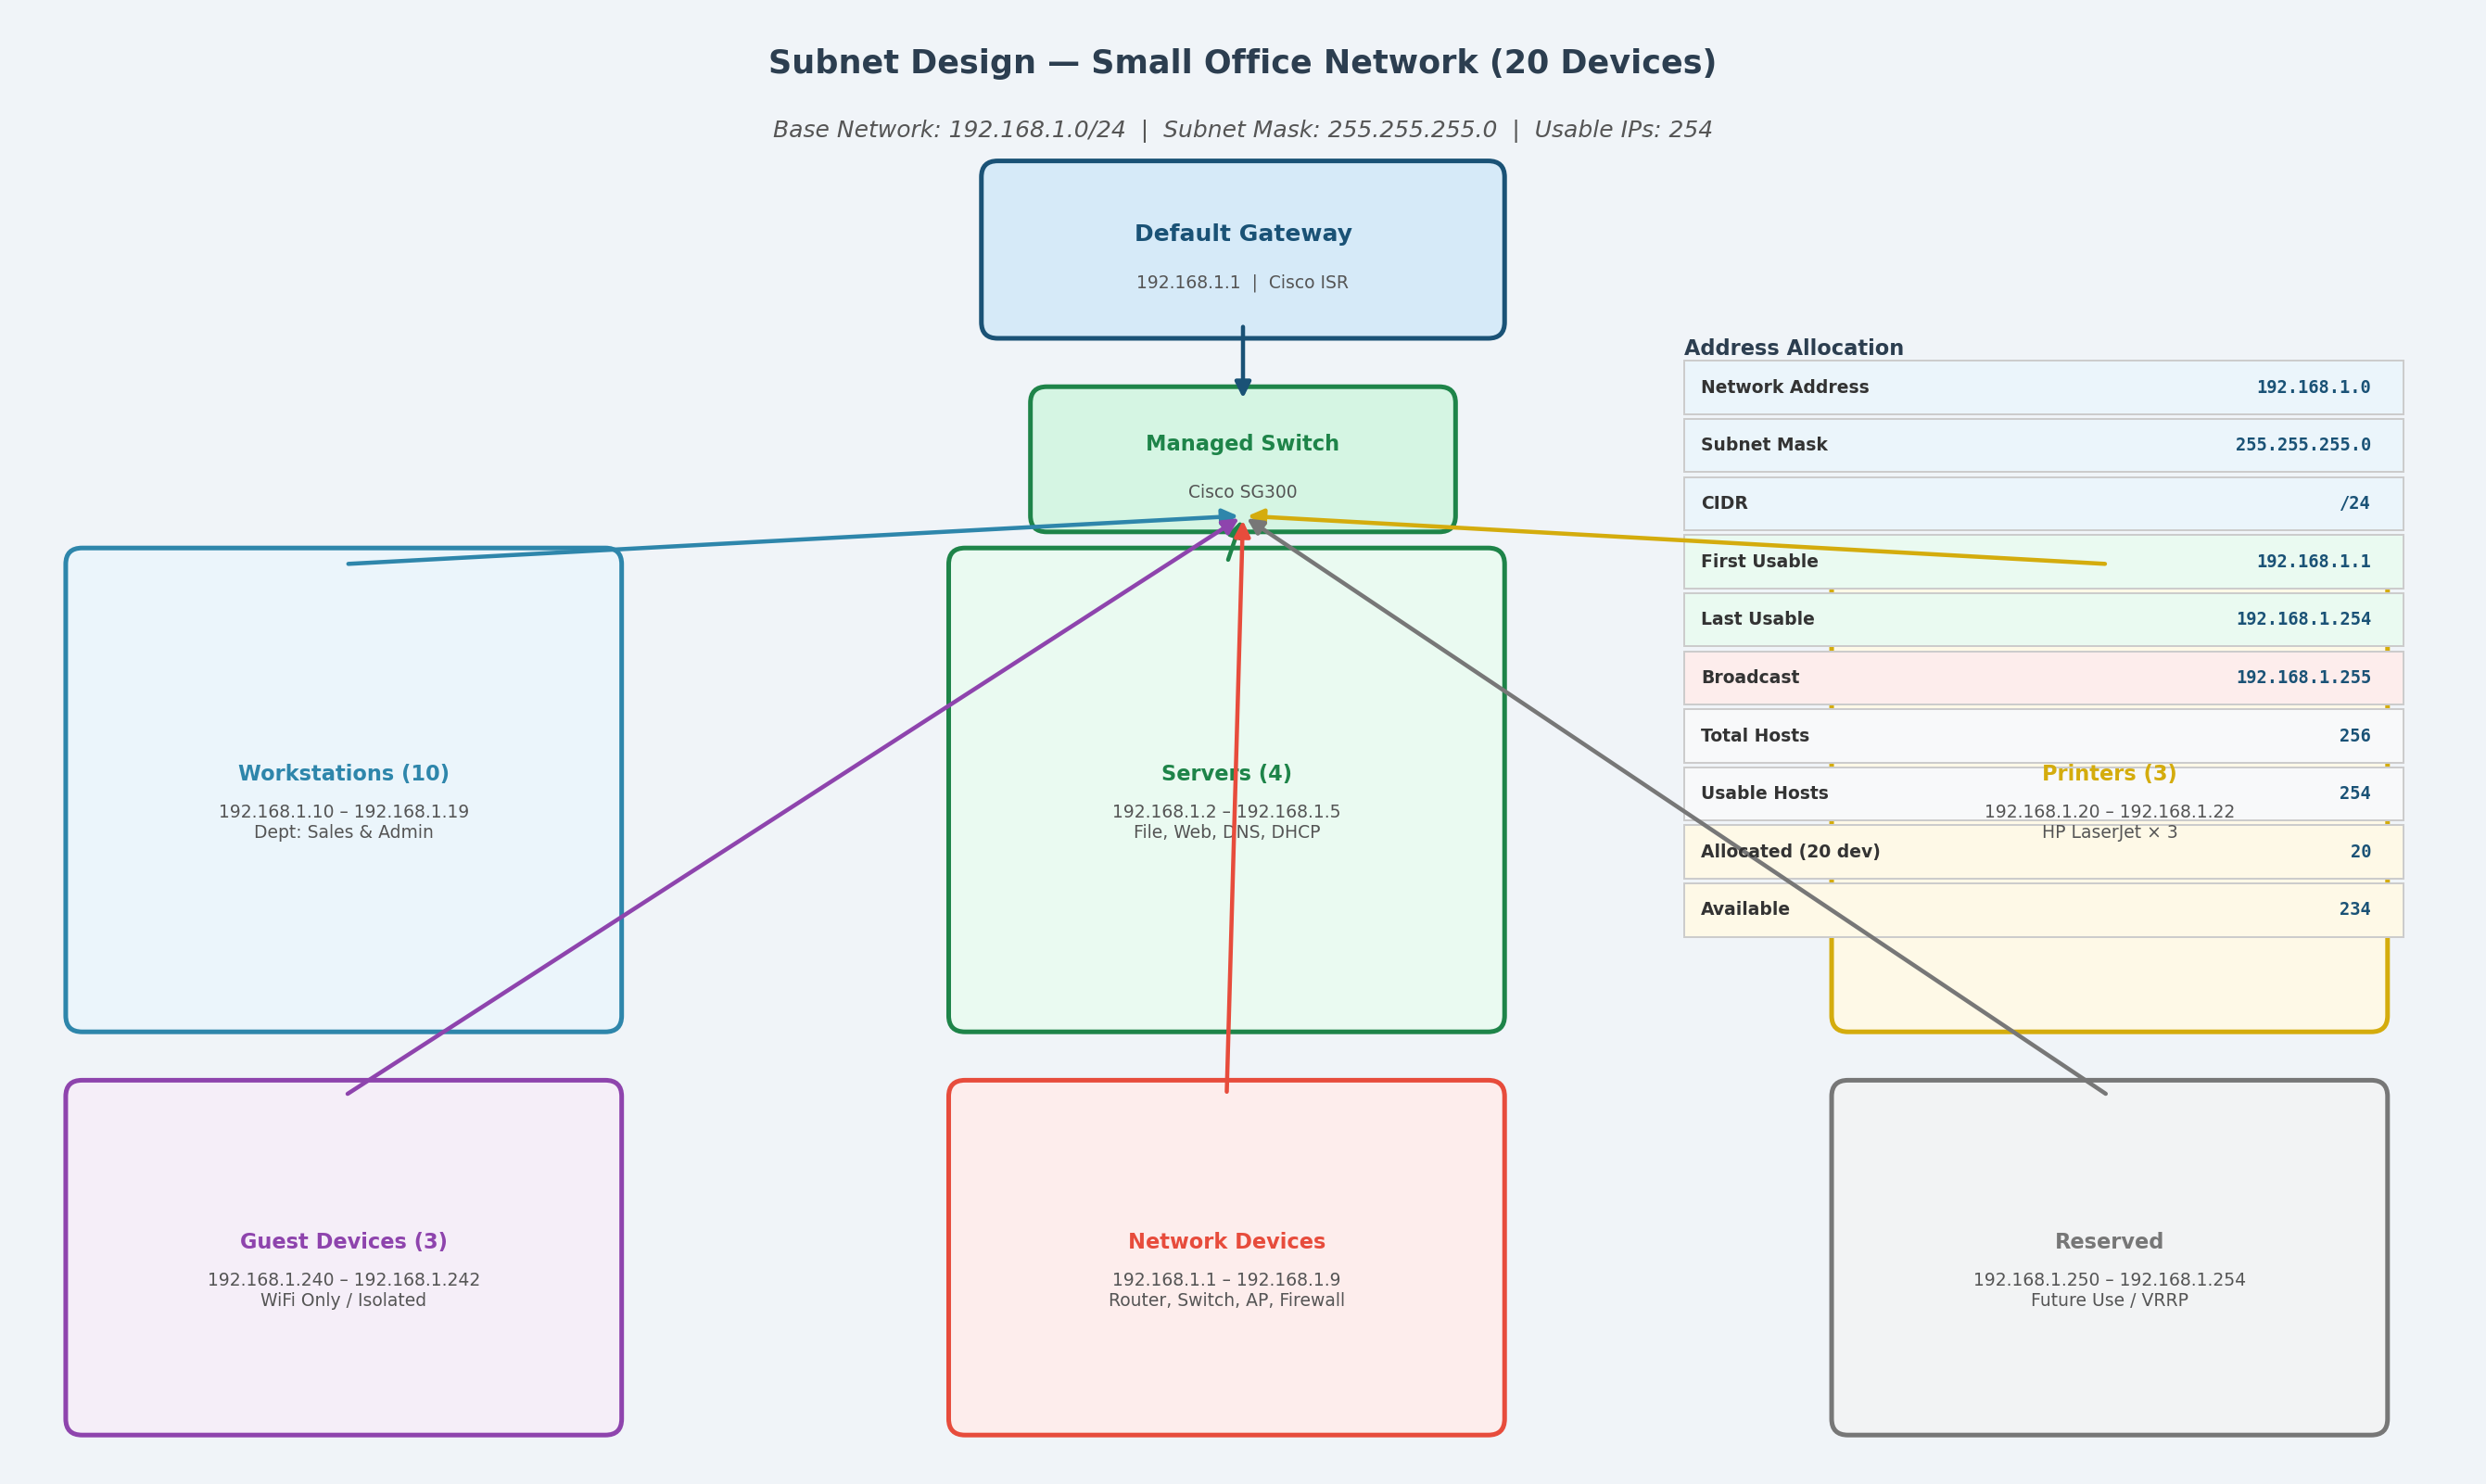 Subnet Design — Small Office Network (20 Devices)
Base Network: 192.168.1.0/24 | Subnet Mask: 255.255.255.0 | Usable IPs: 254
Default Gateway
192.168.1.1 | Cisco ISR
Managed Switch
Cisco SG300
Address Allocation
Network Address 192.168.1.0
Subnet Mask 255.255.255.0
CIDR /24
First Usable 192.168.1.1
Last Usable 192.168.1.254
Broadcast 192.168.1.255
Total Hosts 256
Usable Hosts 254
Allocated (20 dev) 20
Available 234
Workstations (10)
192.168.1.10 – 192.168.1.19
Dept: Sales & Admin
Servers (4)
192.168.1.2 – 192.168.1.5
File, Web, DNS, DHCP
Printers (3)
192.168.1.20 – 192.168.1.22
HP LaserJet × 3
Guest Devices (3)
192.168.1.240 – 192.168.1.242
WiFi Only / Isolated
Network Devices
192.168.1.1 – 192.168.1.9
Router, Switch, AP, Firewall
Reserved
192.168.1.250 – 192.168.1.254
Future Use / VRRP